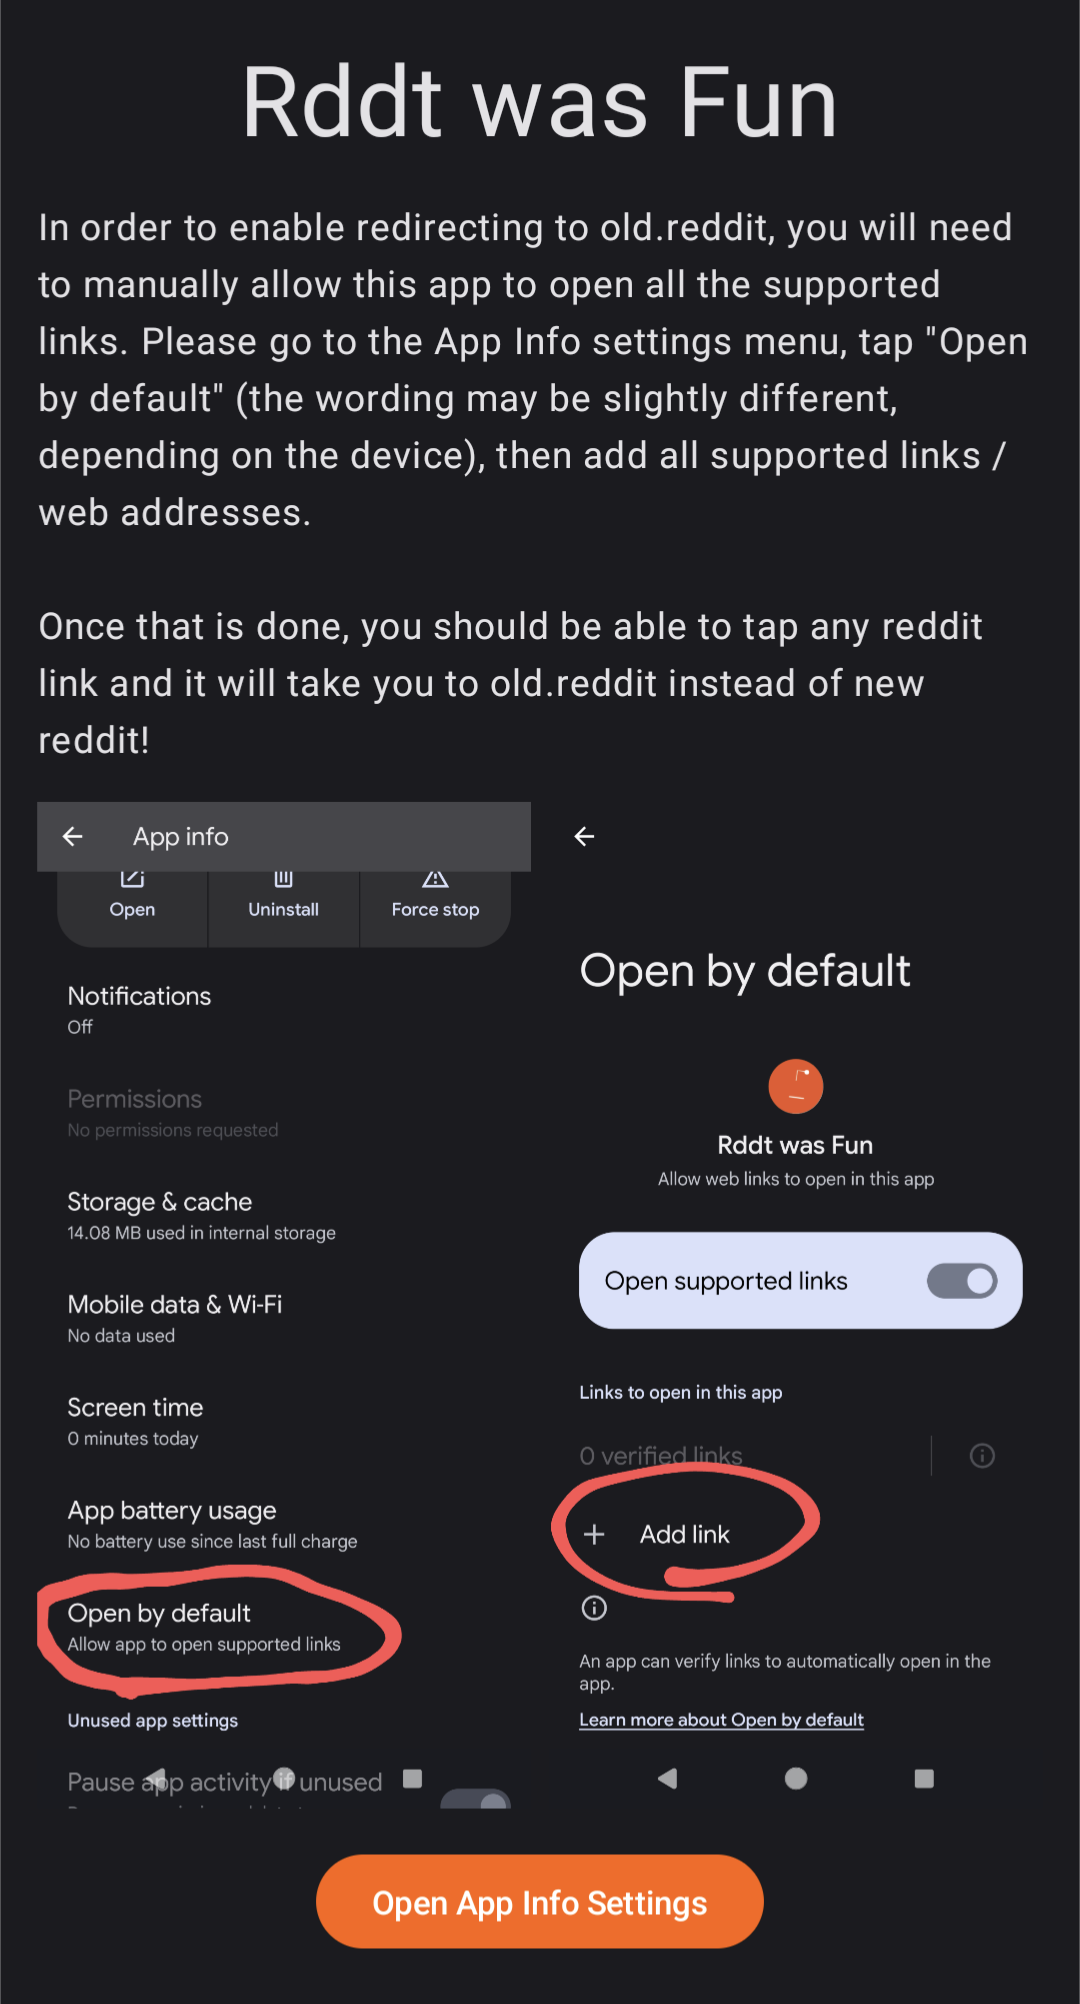 Rddt was Fun
In order to enable redirecting to old.reddit, you will need
to manually allow this app to open all the supported
links. Please go to the App Info settings menu, tap "Open
by default" (the wording may be slightly different,
depending on the device), then add all supported links /
web addresses.
Once that is done, you should be able to tap any reddit
link and it will take you to old.reddit instead of new
reddit!
App info
Open
Uninstall
Force stop
Notifications
Off
Permissions
No permissions requested
Storage & cache
14.08 MB used in internal storage
Mobile data & Wi-Fi
No data used
Screen time
0 minutes today
App battery usage
No battery use since last full charge
Open by default
Allow app to open supported links
Unused app settings
Pause app activity if unused
Open by default
Rddt was Fun
Allow web links to open in this app
Open supported links
Links to open in this app
0 verified links
Add link
An app can verify links to automatically open in the
app.
Learn more about Open by default
Open App Info Settings